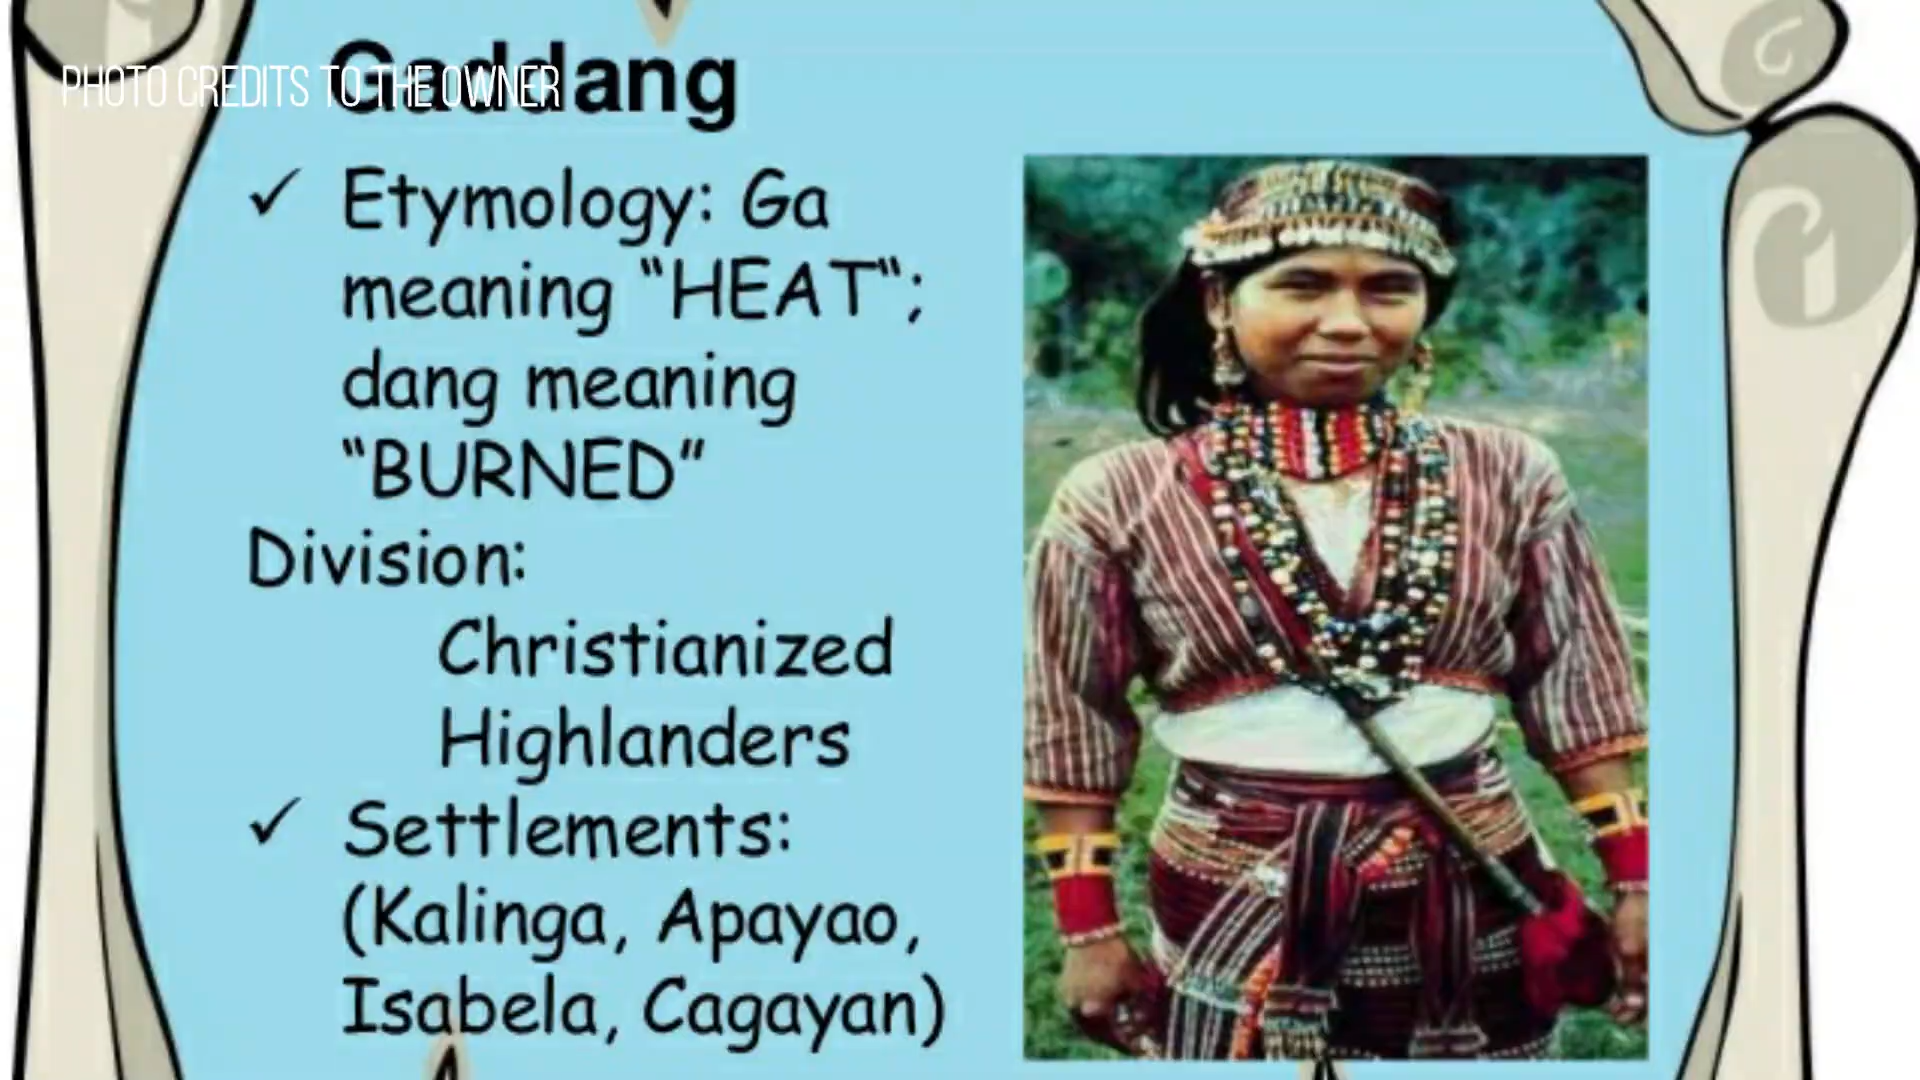 Gaddang
PHOTO CREDITS TO THE OWNER
✓ Etymology: Ga
meaning “HEAT“;
dang meaning
“BURNED”
Division:
Christianized
Highlanders
✓ Settlements:
(Kalinga, Apayao,
Isabela, Cagayan)